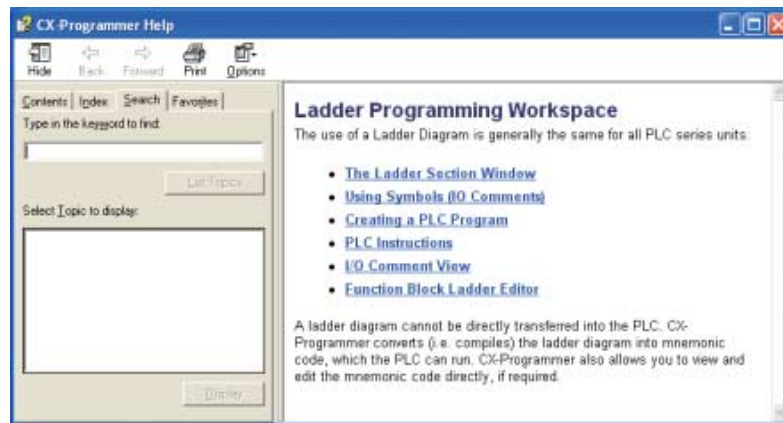 CX-Programmer Help
Hide Back Forward Print Options
Contents Index Search Favorites
Type in the keyword to find:
List Topics
Select Topic to display:
Display
Ladder Programming Workspace
The use of a Ladder Diagram is generally the same for all PLC series units.
• The Ladder Section Window
• Using Symbols (IO Comments)
• Creating a PLC Program
• PLC Instructions
• I/O Comment View
• Function Block Ladder Editor
A ladder diagram cannot be directly transferred into the PLC. CX-
Programmer converts (i.e. compiles) the ladder diagram into mnemonic
code, which the PLC can run. CX-Programmer also allows you to view and
edit the mnemonic code directly, if required.